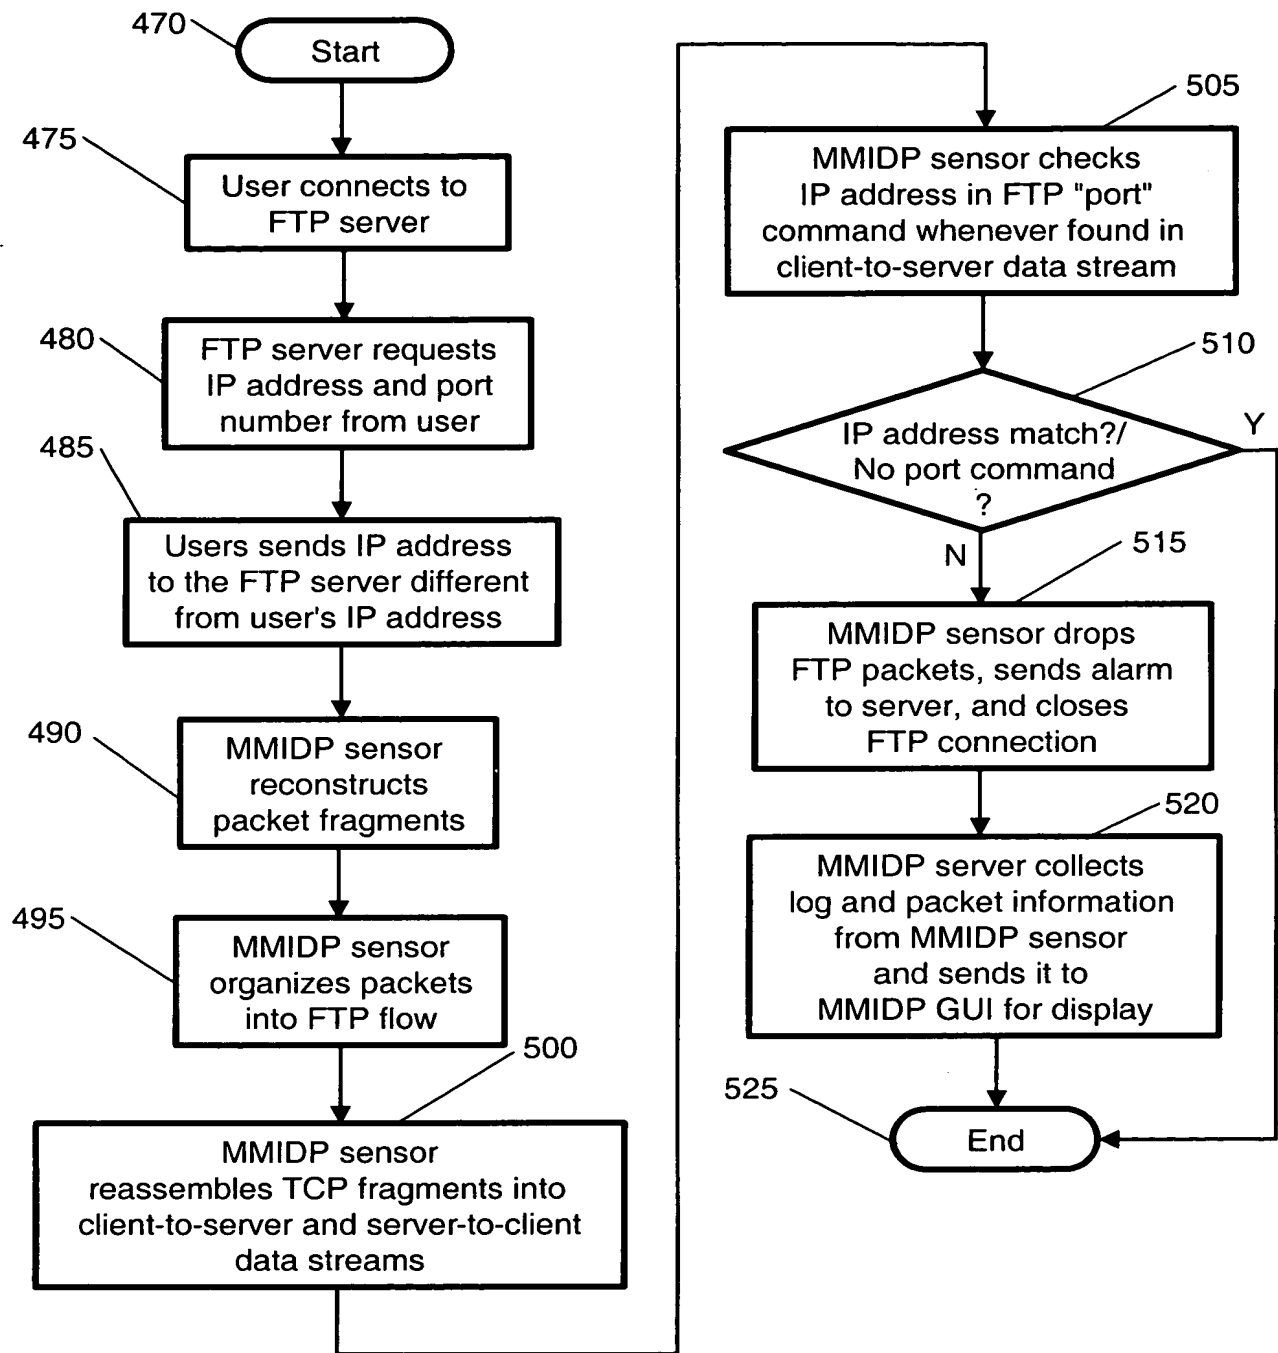 470
Start
475
User connects to
FTP server
480
FTP server requests
IP address and port
number from user
485
Users sends IP address
to the FTP server different
from user's IP address
490
MMIDP sensor
reconstructs
packet fragments
495
MMIDP sensor
organizes packets
into FTP flow
500
MMIDP sensor
reassembles TCP fragments into
client-to-server and server-to-client
data streams
505
MMIDP sensor checks
IP address in FTP "port"
command whenever found in
client-to-server data stream
510
IP address match?/
No port command
?
Y
N
515
MMIDP sensor drops
FTP packets, sends alarm
to server, and closes
FTP connection
520
MMIDP server collects
log and packet information
from MMIDP sensor
and sends it to
MMIDP GUI for display
525
End